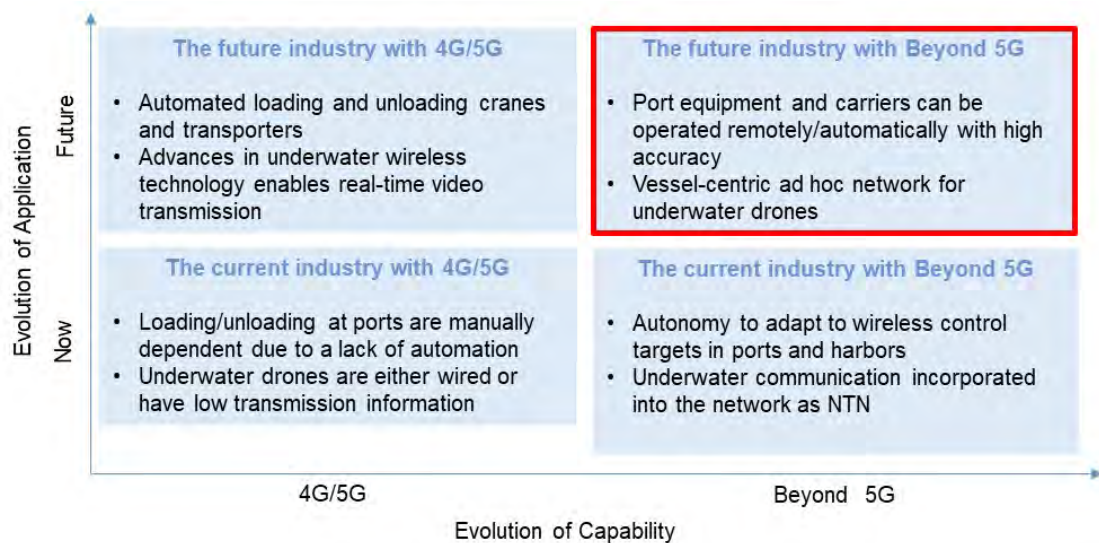 The future industry with 4G/5G
• Automated loading and unloading cranes
and transporters
• Advances in underwater wireless
technology enables real-time video
transmission
The future industry with Beyond 5G
• Port equipment and carriers can be
operated remotely/automatically with high
accuracy
• Vessel-centric ad hoc network for
underwater drones
The current industry with 4G/5G
• Loading/unloading at ports are manually
dependent due to a lack of automation
• Underwater drones are either wired or
have low transmission information
The current industry with Beyond 5G
• Autonomy to adapt to wireless control
targets in ports and harbors
• Underwater communication incorporated
into the network as NTN
Evolution of Application
Future
Now
4G/5G
Beyond 5G
Evolution of Capability